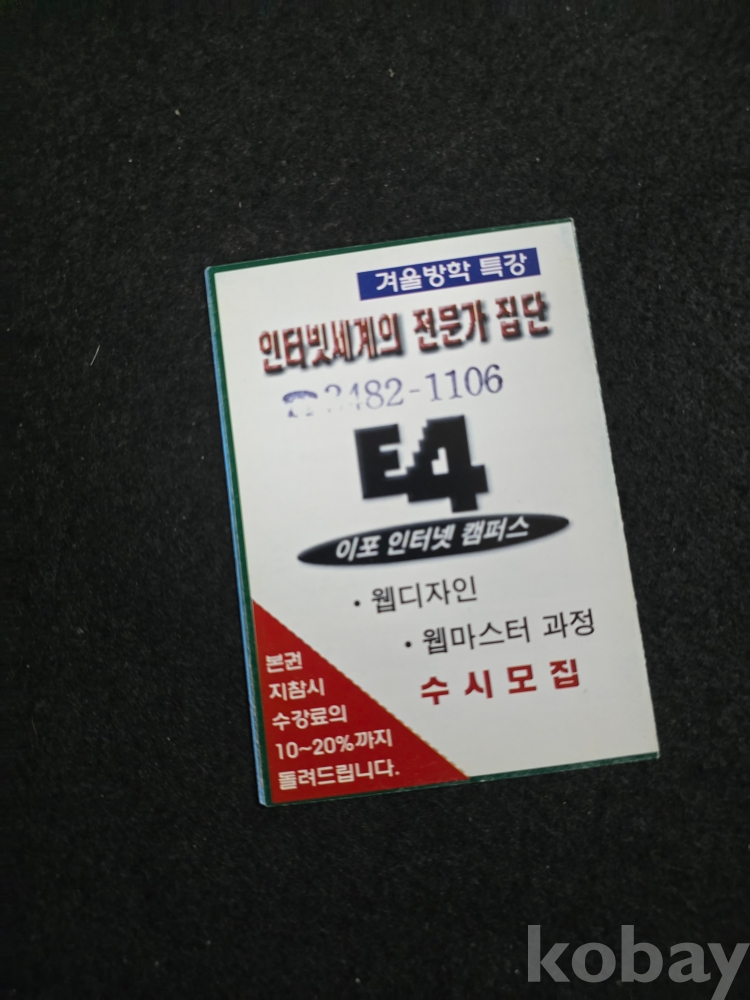 겨울방학 특강
인터넷세계의 전문가 집단
☎3482-1106
E4
이포 인터넷 캠퍼스
· 웹디자인
· 웹마스터 과정
수시모집
본권
지참시
수강료의
10~20%까지
돌려드립니다.
kobay